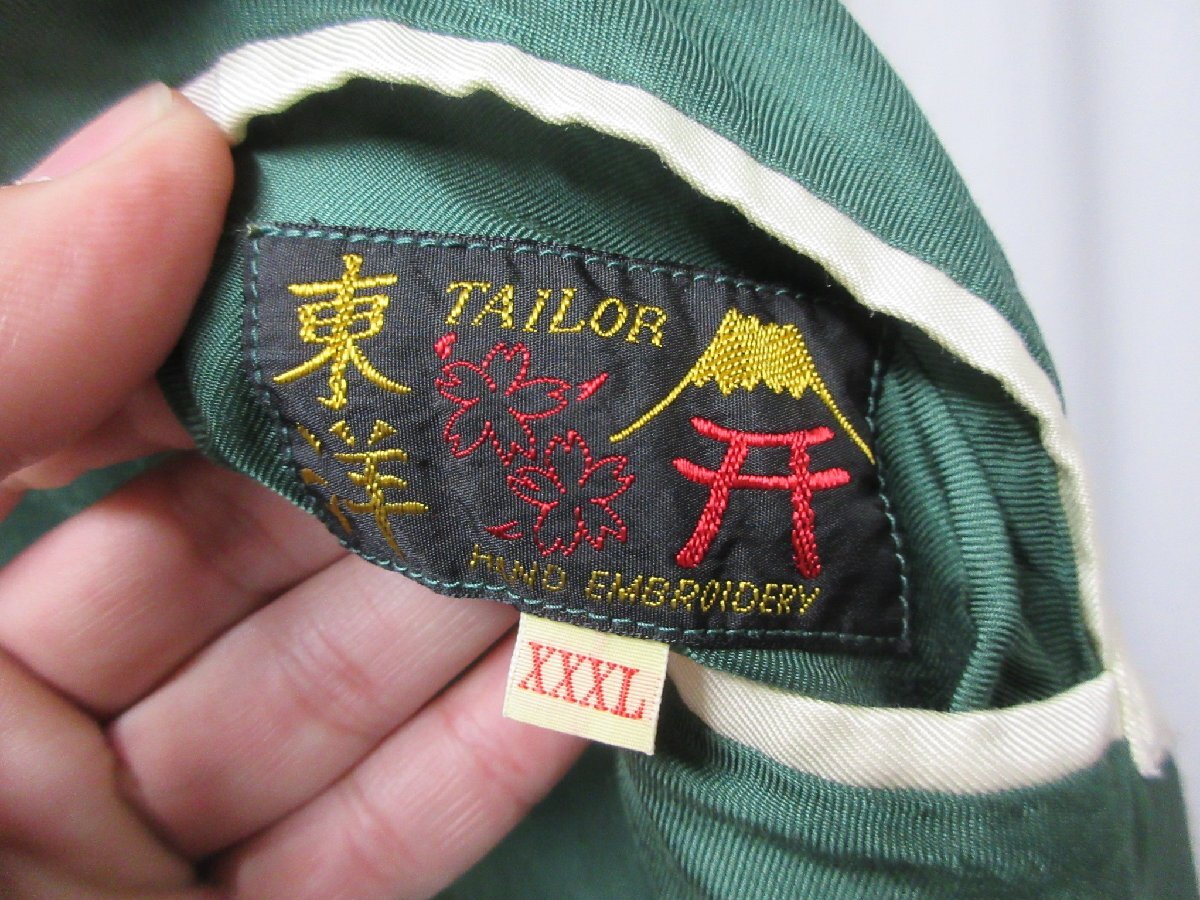 東洋
TAILOR
HAND EMBROIDERY
XXXL